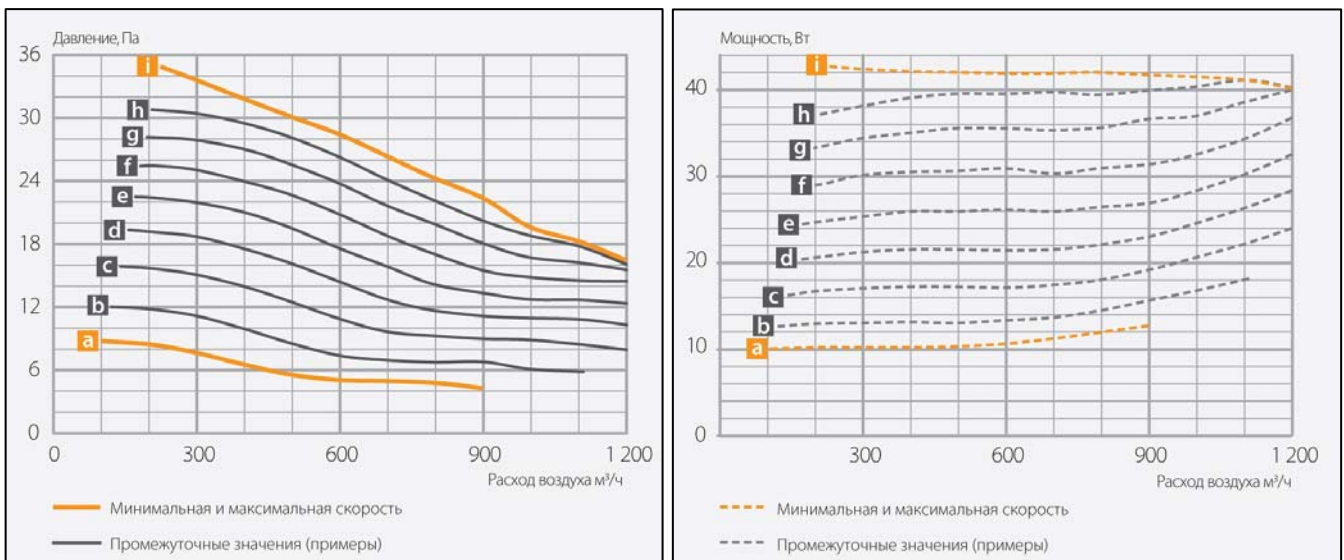 Давление, Па
36
30
24
18
12
6
0
i
h
g
f
e
d
c
b
a
0
300
600
900
1 200
Расход воздуха м³/ч
Минимальная и максимальная скорость
Промежуточные значения (примеры)
Мощность, Вт
40
30
20
10
0
i
h
g
f
e
d
c
b
a
300
600
900
1 200
Расход воздуха м³/ч
Минимальная и максимальная скорость
Промежуточные значения (примеры)